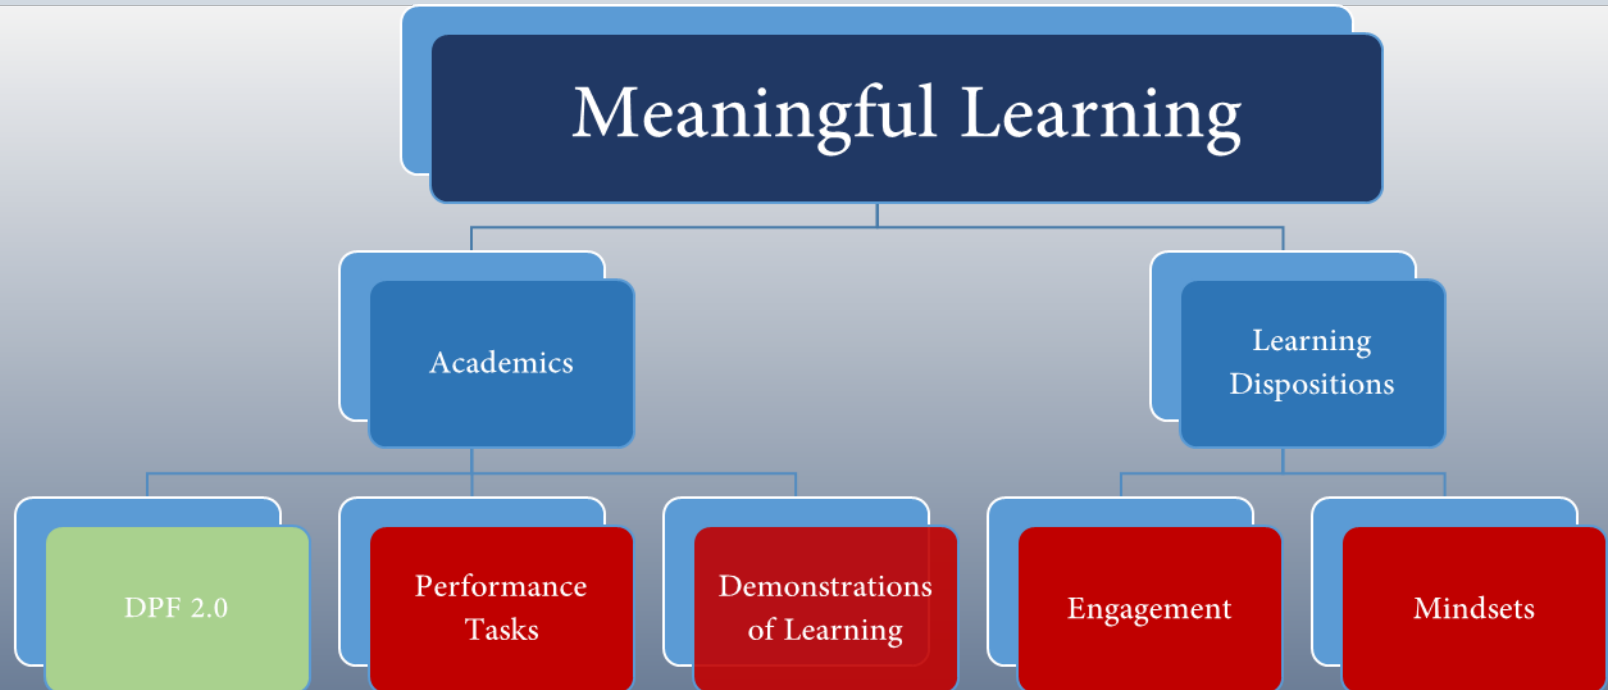 Meaningful Learning
Academics
Learning
Dispositions
DPF 2.0
Performance
Tasks
Demonstrations
of Learning
Engagement
Mindsets